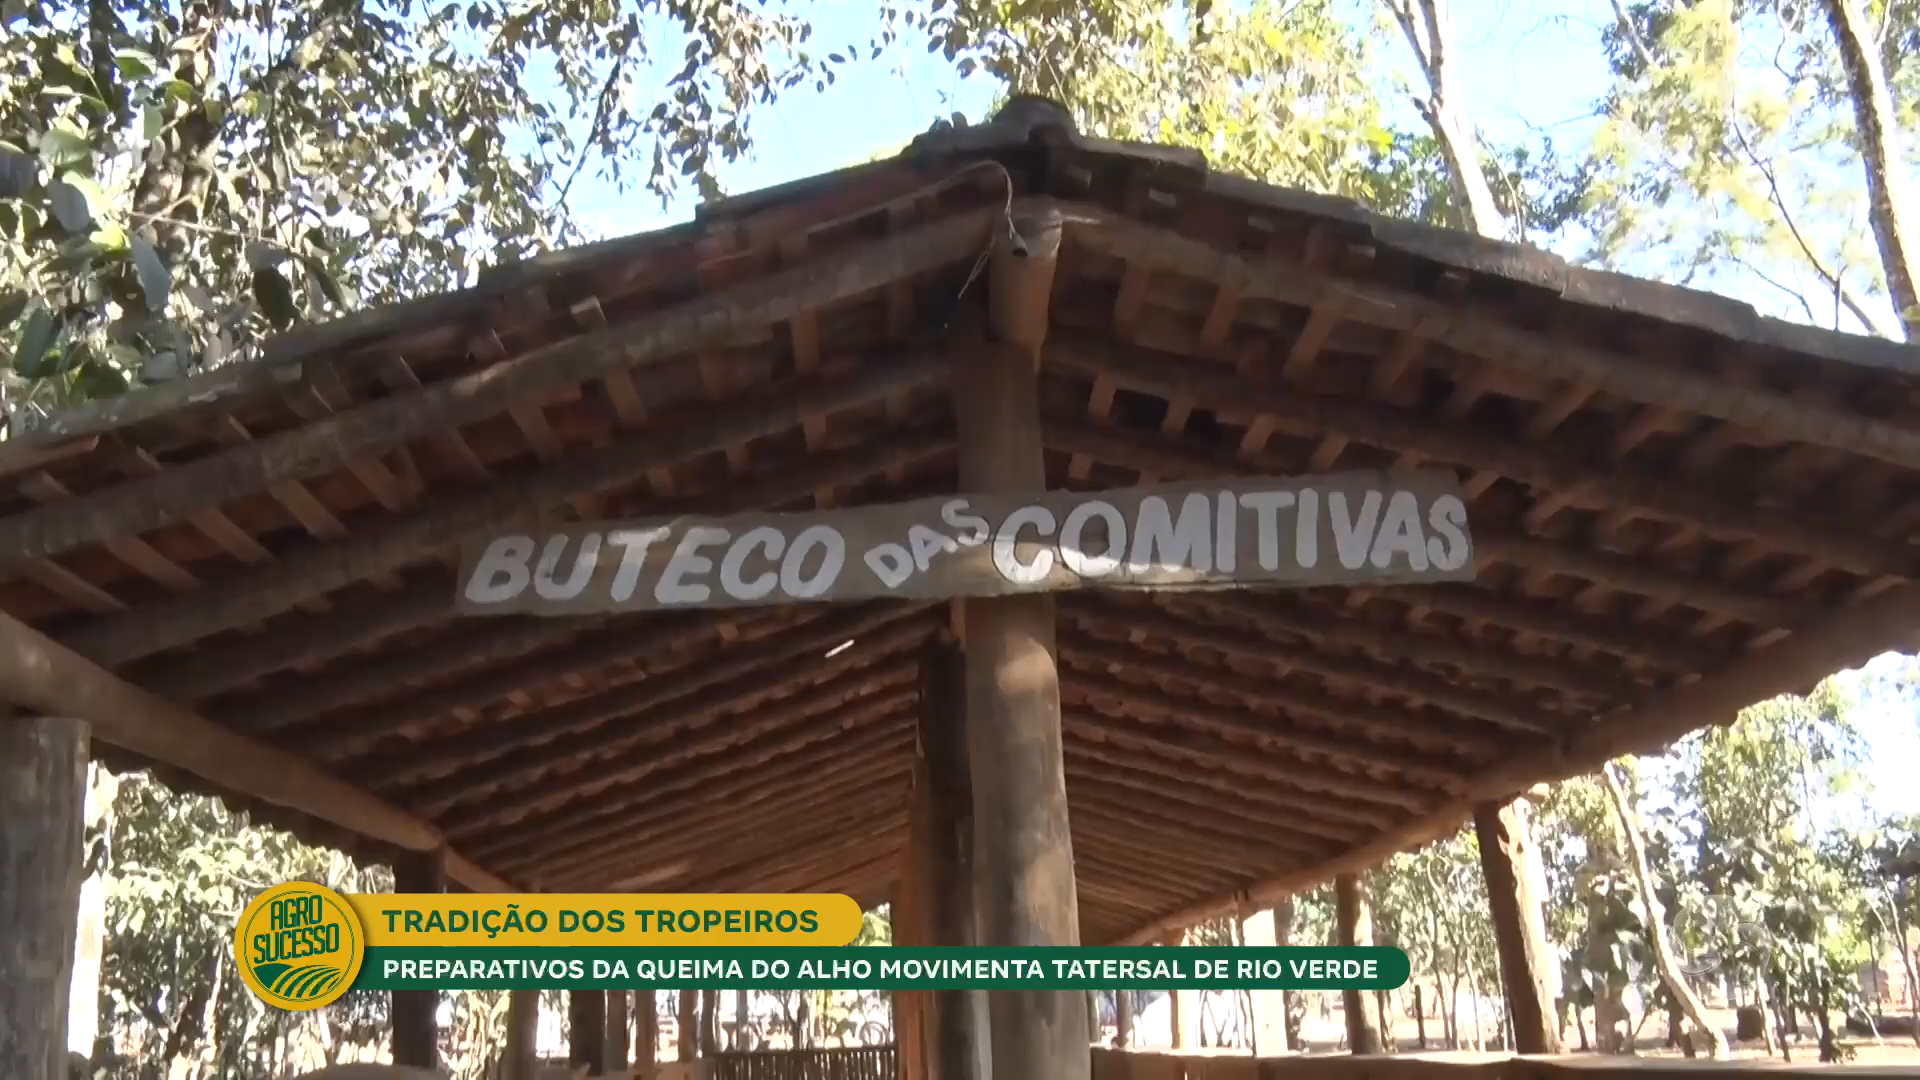 BUTECO DAS COMITIVAS
AGRO
SUCESSO
TRADIÇÃO DOS TROPEIROS
PREPARATIVOS DA QUEIMA DO ALHO MOVIMENTA TATERSAL DE RIO VERDE